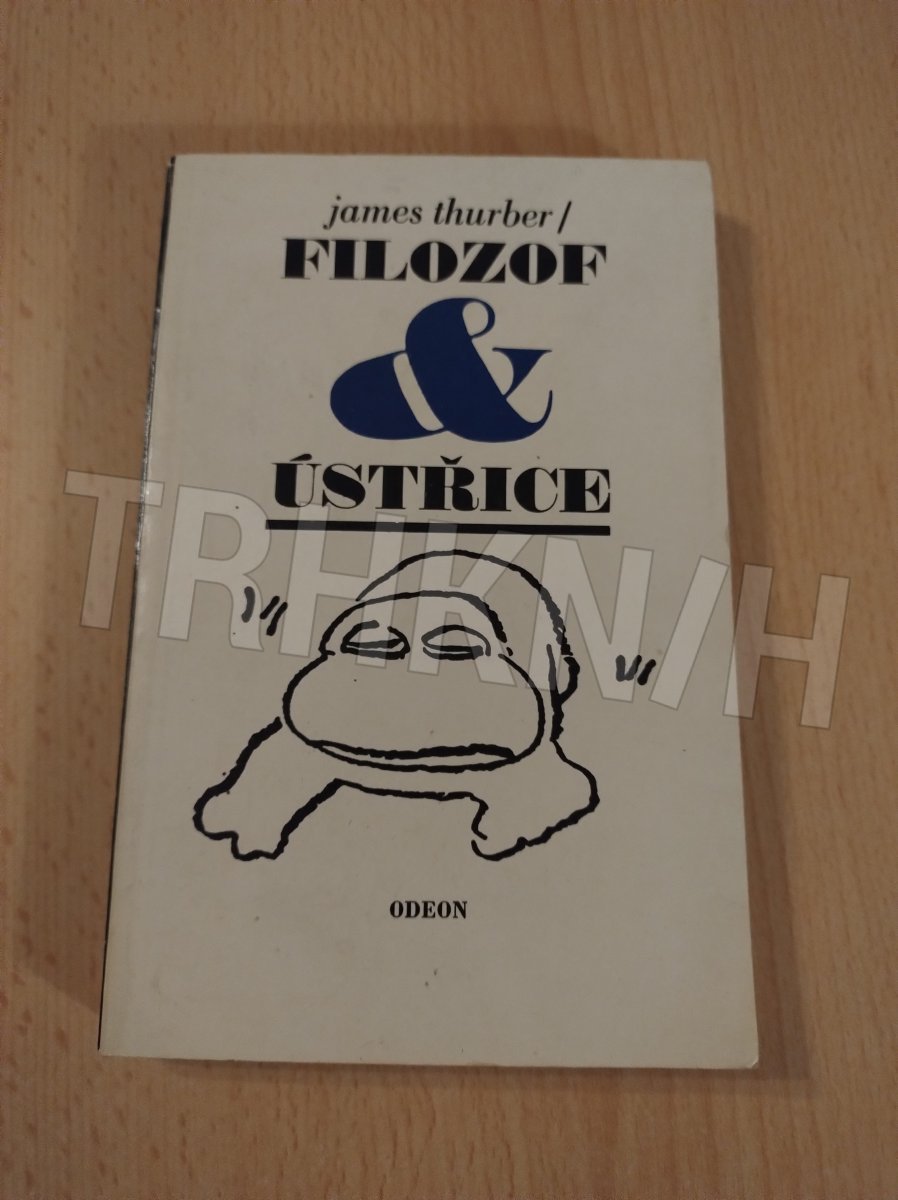 james thurber/
FILOZOF
&
ÚSTŘICE
TRHKNIH
ODEON